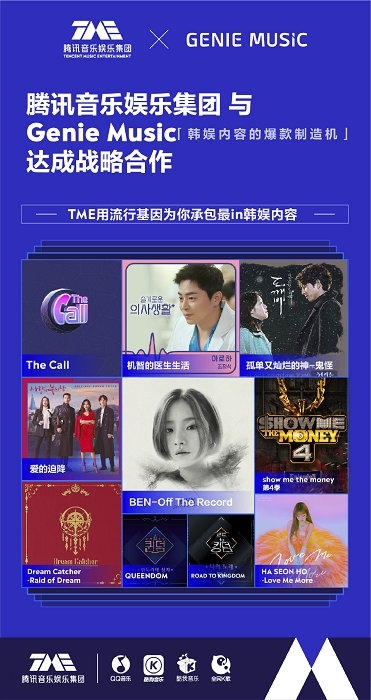 TME
腾讯音乐娱乐集团
TENCENT MUSIC ENTERTAINMENT
GENIE MUSIC
腾讯音乐娱乐集团 与
Genie Music「韩娱内容的爆款制造机」
达成战略合作
TME用流行基因为你承包最in韩娱内容
The Call
The Call
슬기로운
의사생활
아로하
조정석
机智的医生生活
도깨비
孤单又灿烂的神-鬼怪
爱的迫降
BEN-Off The Record
SHOW ME
THE MONEY
4
show me the money
第4季
Dream Catcher
Dream Catcher
-Raid of Dream
퀸덤
QUEENDOM
ROAD TO KINGDOM
Love Me
HA SEON HO
-Love Me More
TME
腾讯音乐娱乐集团
QQ音乐
酷狗音乐
酷我音乐
全民K歌